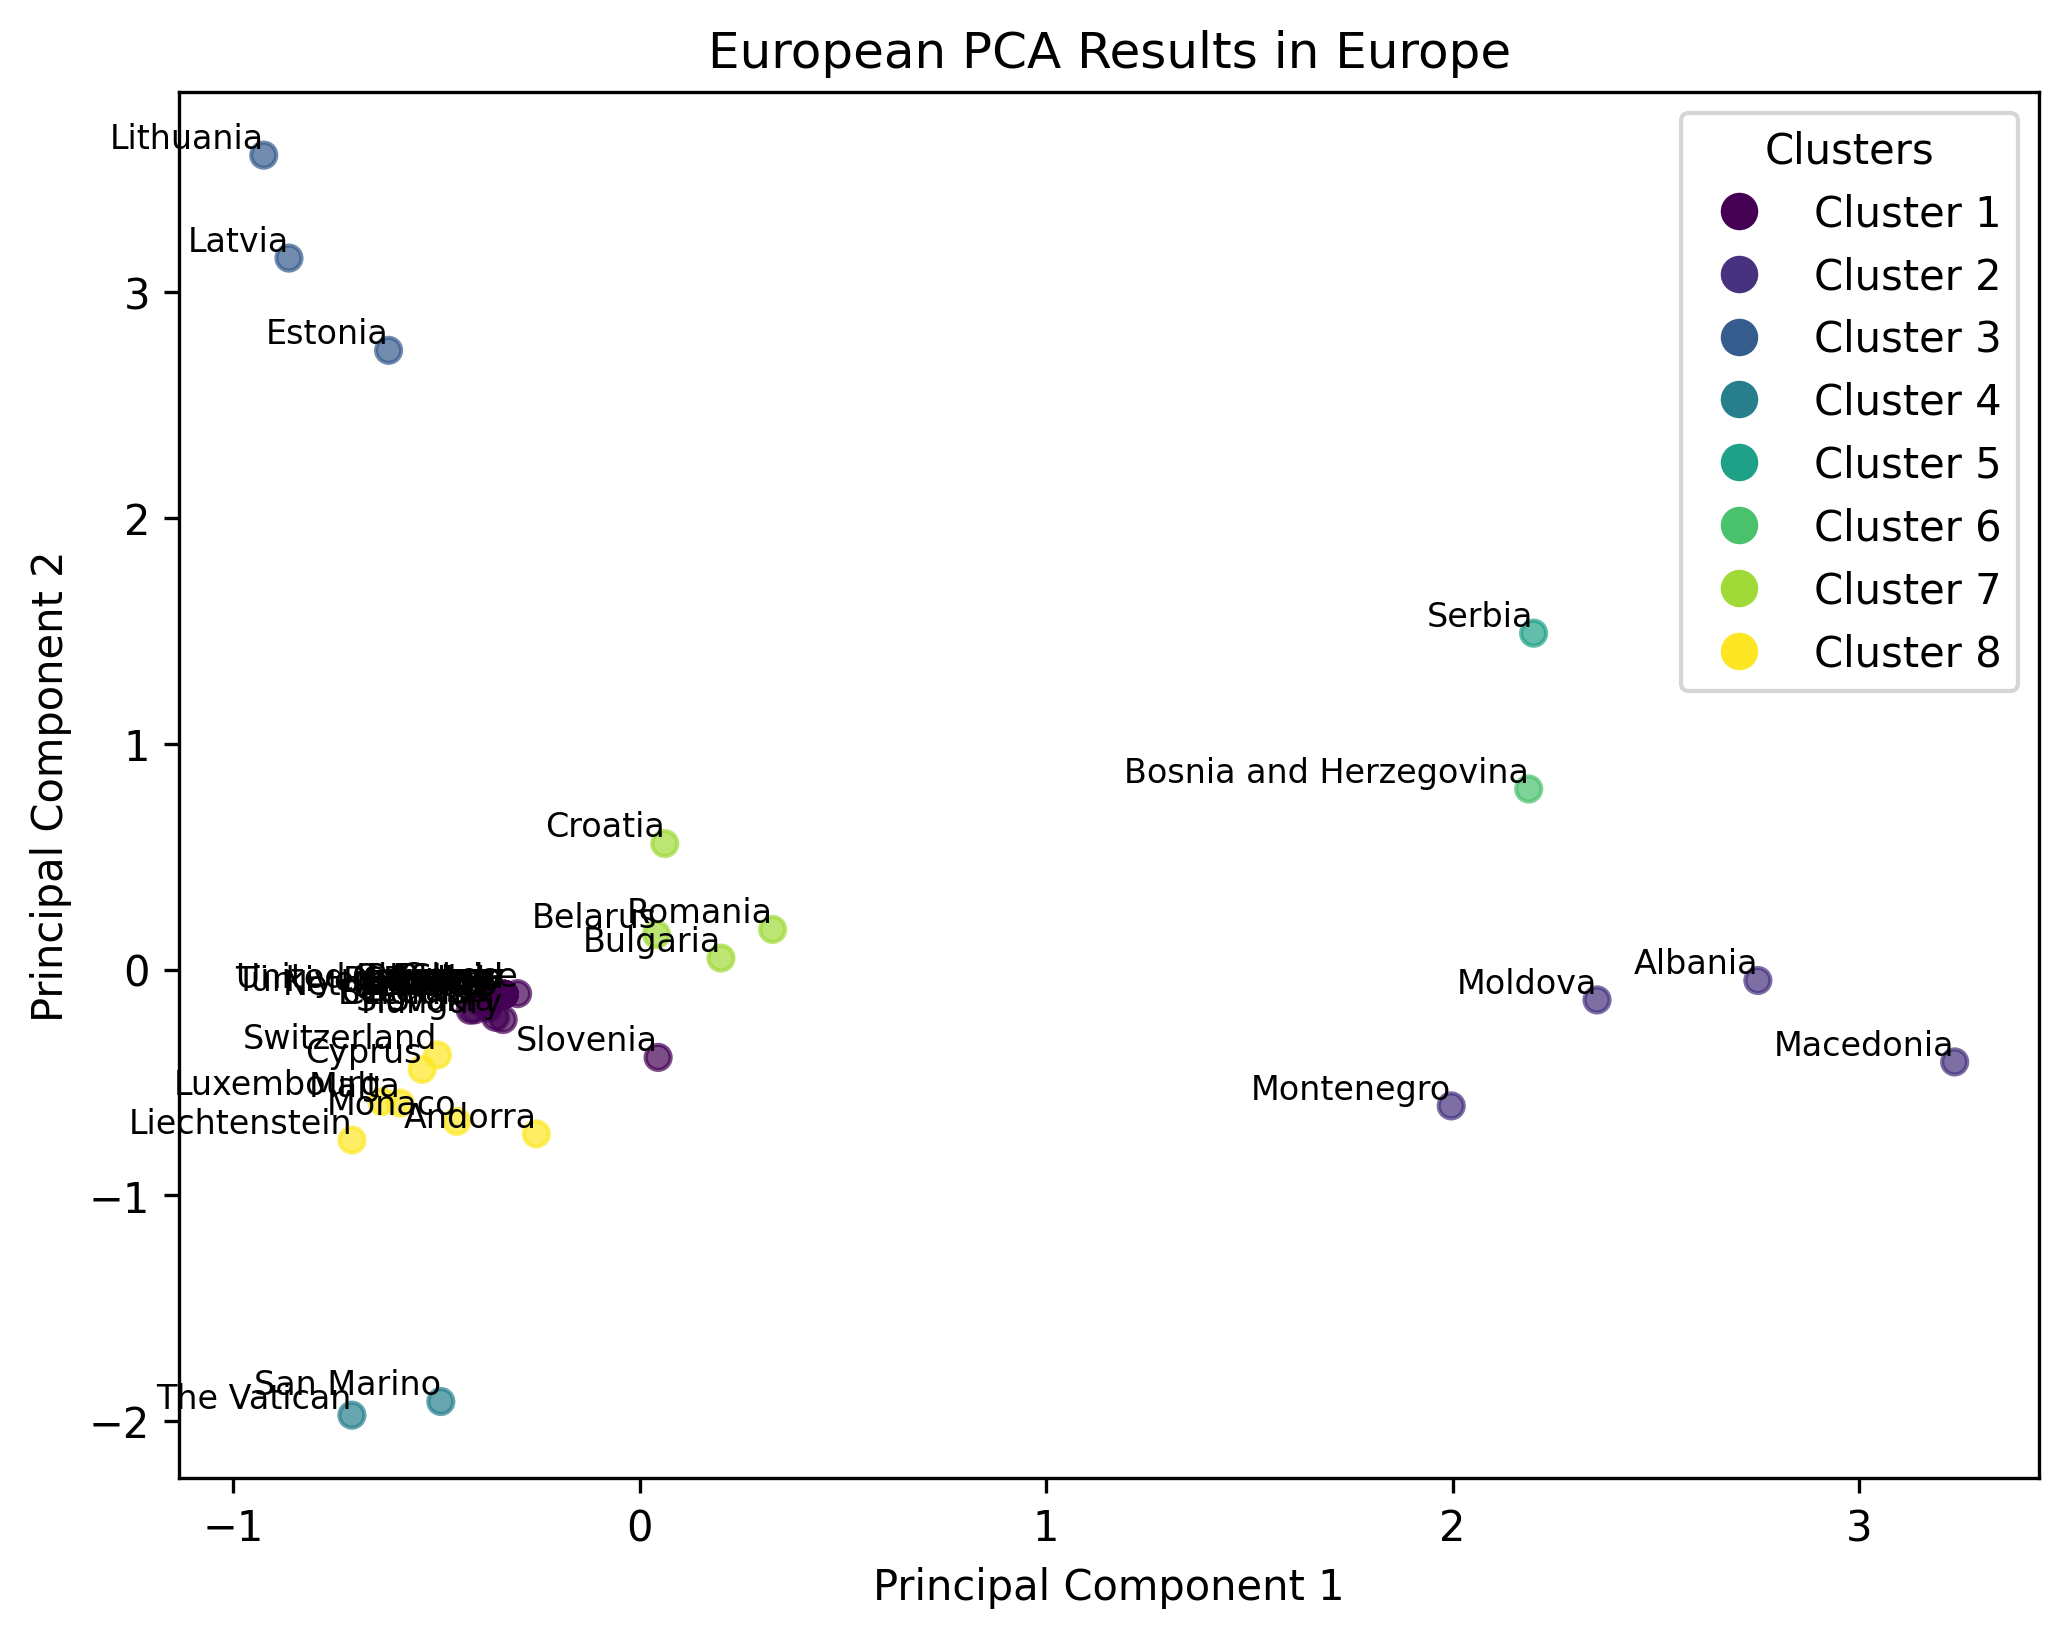 European PCA Results in Europe
Lithuania
Latvia
Estonia
Clusters
Cluster 1
Cluster 2
Cluster 3
Cluster 4
Cluster 5
Cluster 6
Cluster 7
Cluster 8
Serbia
Bosnia and Herzegovina
Croatia
Belarus
Romania
Bulgaria
Albania
Moldova
Macedonia
Montenegro
Hungary
Slovenia
Switzerland
Cyprus
Luxembourg
Malta
Monaco
Andorra
Liechtenstein
San Marino
The Vatican
3
2
1
0
−1
−2
Principal Component 2
−1
0
1
2
3
Principal Component 1